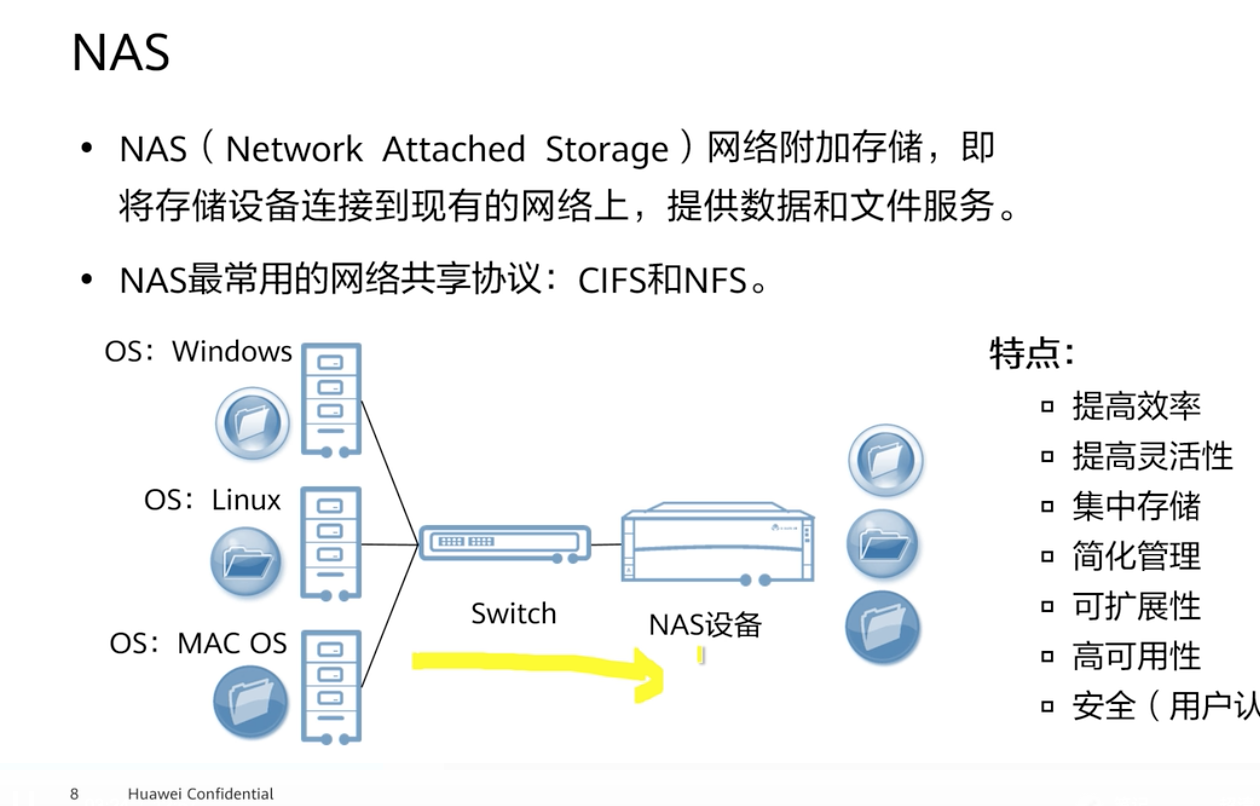 NAS
• NAS（Network Attached Storage）网络附加存储，即
将存储设备连接到现有的网络上，提供数据和文件服务。
• NAS最常用的网络共享协议：CIFS和NFS。
OS：Windows
OS：Linux
OS：MAC OS
Switch
NAS设备
特点：
提高效率
提高灵活性
集中存储
简化管理
可扩展性
高可用性
安全（用户认
8 Huawei Confidential